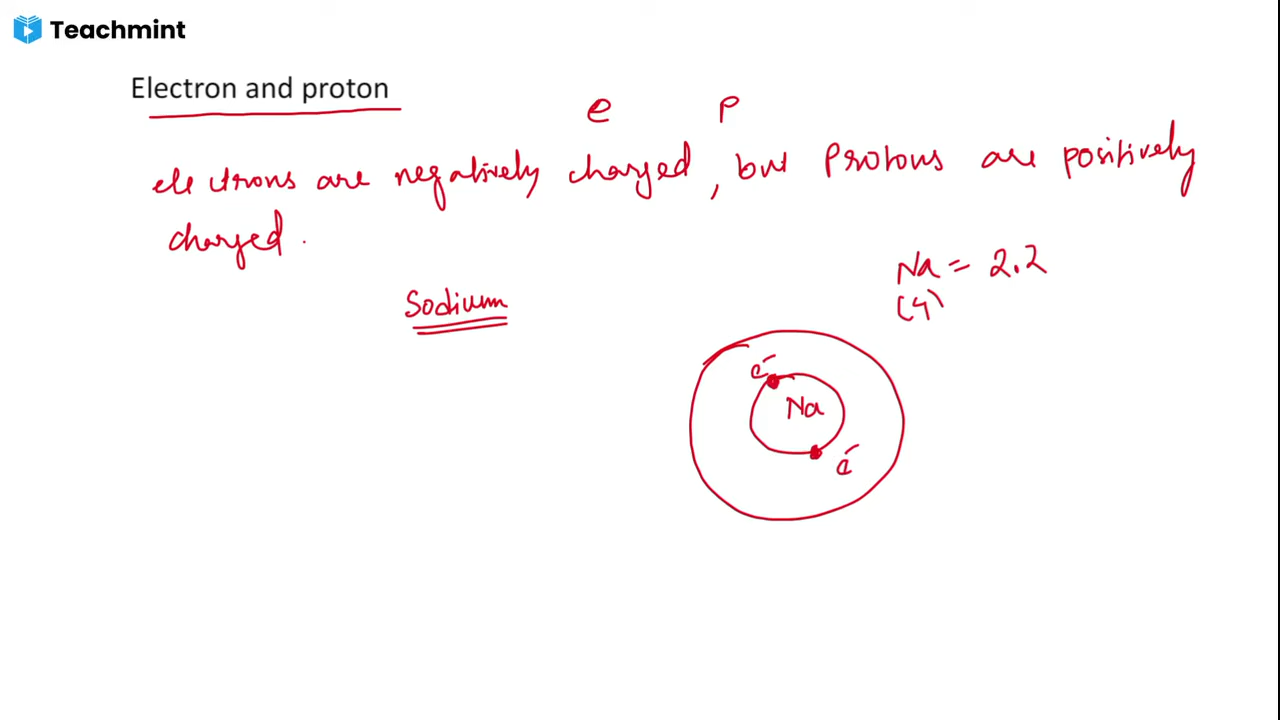 Teachmint
Electron and proton
e P
electrons are negatively charged, but Protons are positively
charged.
Na = 2.2
(4)
Sodium
e⁻
Na
e⁻